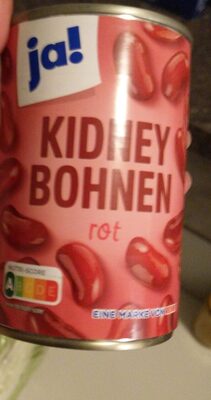 ja!
KIDNEY
BOHNEN
rot
NUTRI-SCORE
A B C D E
EINE MARKE VON